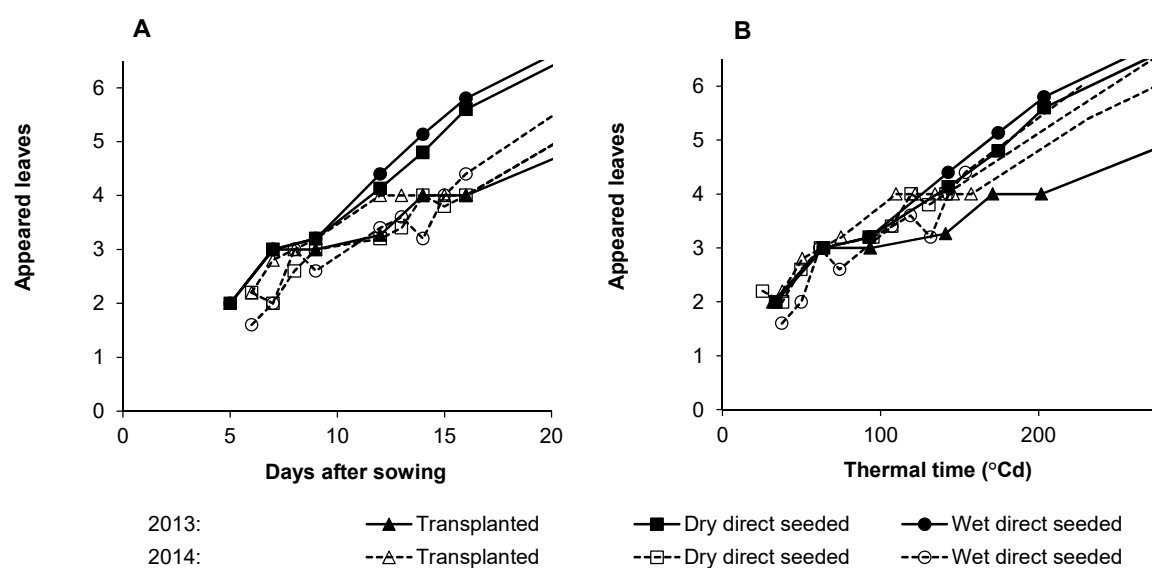 A
B
Appeared leaves
6
5
4
3
2
1
0
0 5 10 15 20
Days after sowing
Appeared leaves
6
5
4
3
2
1
0
0 100 200
Thermal time (°Cd)
2013: Transplanted Dry direct seeded Wet direct seeded
2014: Transplanted Dry direct seeded Wet direct seeded